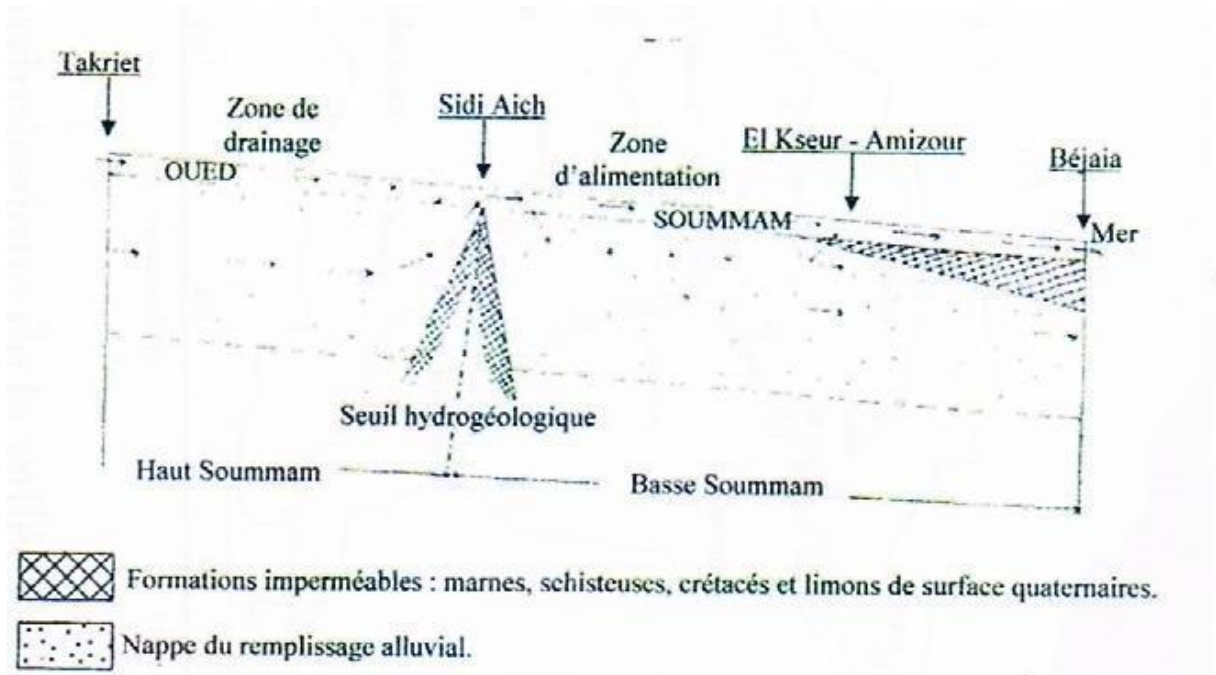 Takriet
Zone de
drainage
Sidi Aich
Zone
d'alimentation
El Kseur - Amizour
Béjaia
OUED
SOUMMAM
Mer
Seuil hydrogéologique
Haut Soummam
Basse Soummam
Formations imperméables : marnes, schisteuses, crétacés et limons de surface quaternaires.
Nappe du remplissage alluvial.